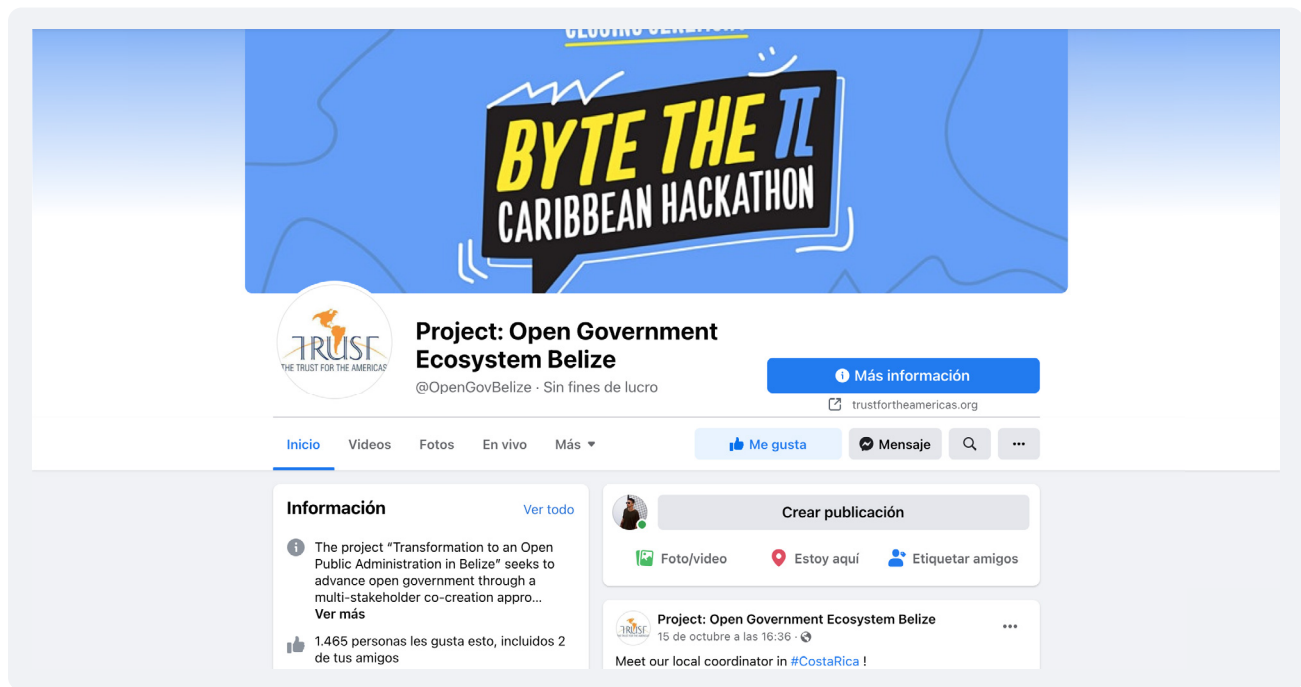 CLOSING CEREMONY
BYTE THE π
CARIBBEAN HACKATHON
TRUST
THE TRUST FOR THE AMERICAS
Project: Open Government
Ecosystem Belize
@OpenGovBelize · Sin fines de lucro
Más información
trustfortheamericas.org
Inicio Videos Fotos En vivo Más
Me gusta Mensaje
Información Ver todo
The project “Transformation to an Open
Public Administration in Belize” seeks to
advance open government through a
multi-stakeholder co-creation appro...
Ver más
1.465 personas les gusta esto, incluidos 2
de tus amigos
Crear publicación
Foto/video Estoy aquí Etiquetar amigos
TRUST
Project: Open Government Ecosystem Belize
15 de octubre a las 16:36 ·
Meet our local coordinator in #CostaRica !